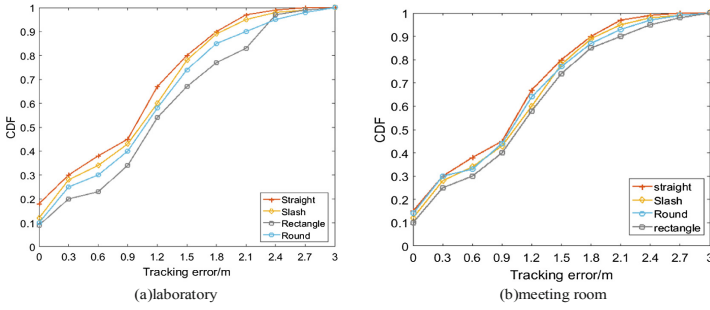 1
0.9
0.8
0.7
0.6
0.5
0.4
0.3
0.2
0.1
0
CDF
0 0.3 0.6 0.9 1.2 1.5 1.8 2.1 2.4 2.7 3
Tracking error/m
Straight
Slash
Rectangle
Round
(a)laboratory
1
0.9
0.8
0.7
0.6
0.5
0.4
0.3
0.2
0.1
0
CDF
0 0.3 0.6 0.9 1.2 1.5 1.8 2.1 2.4 2.7 3
Tracking error/m
straight
Slash
Round
rectangle
(b)meeting room